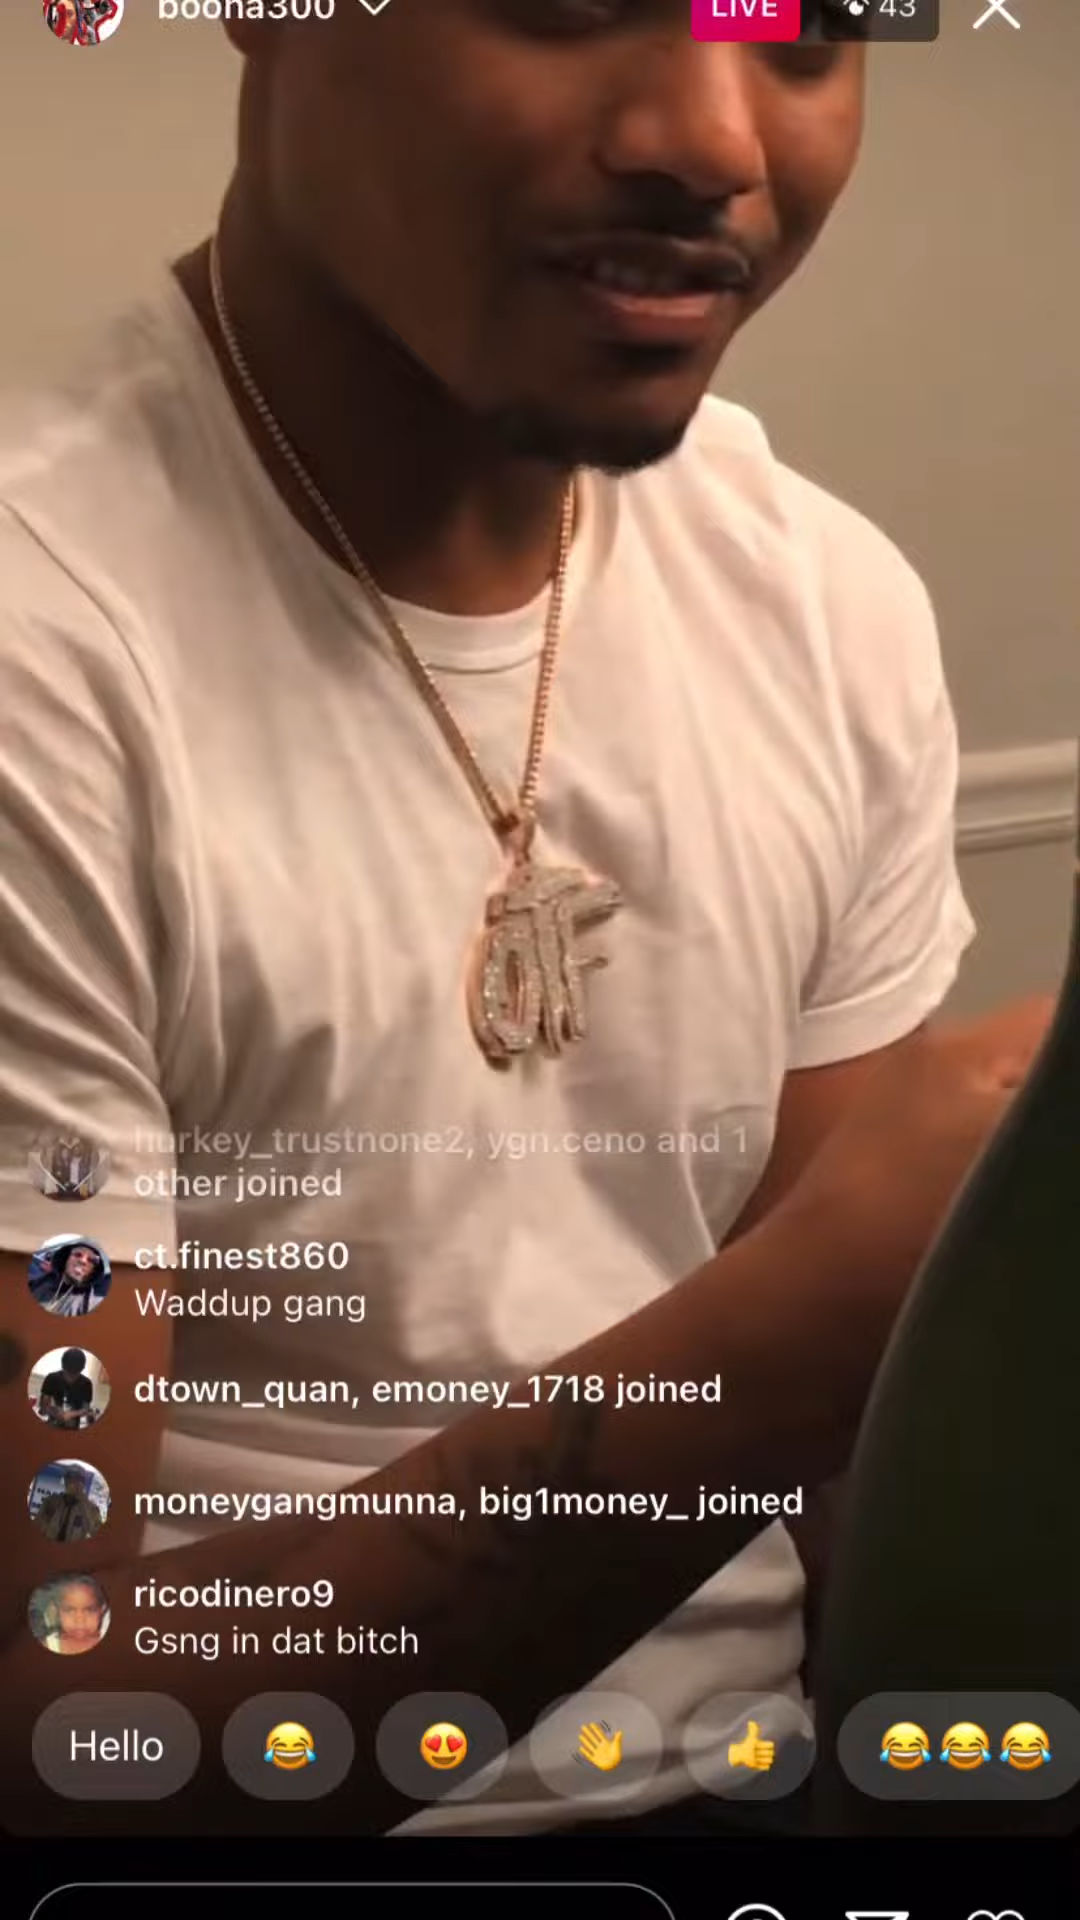 boona300
LIVE
43
OTF
hurkey_trustnone2, ygn.ceno and 1
other joined
ct.finest860
Waddup gang
dtown_quan, emoney_1718 joined
moneygangmunna, big1money_ joined
ricodinero9
Gsng in dat bitch
Hello